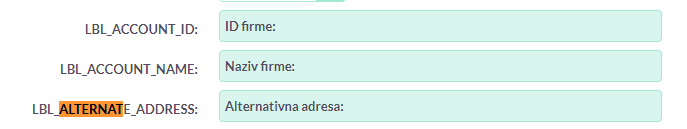 LBL_ACCOUNT_ID: ID firme:
LBL_ACCOUNT_NAME: Naziv firme:
LBL_ALTERNATE_ADDRESS: Alternativna adresa: